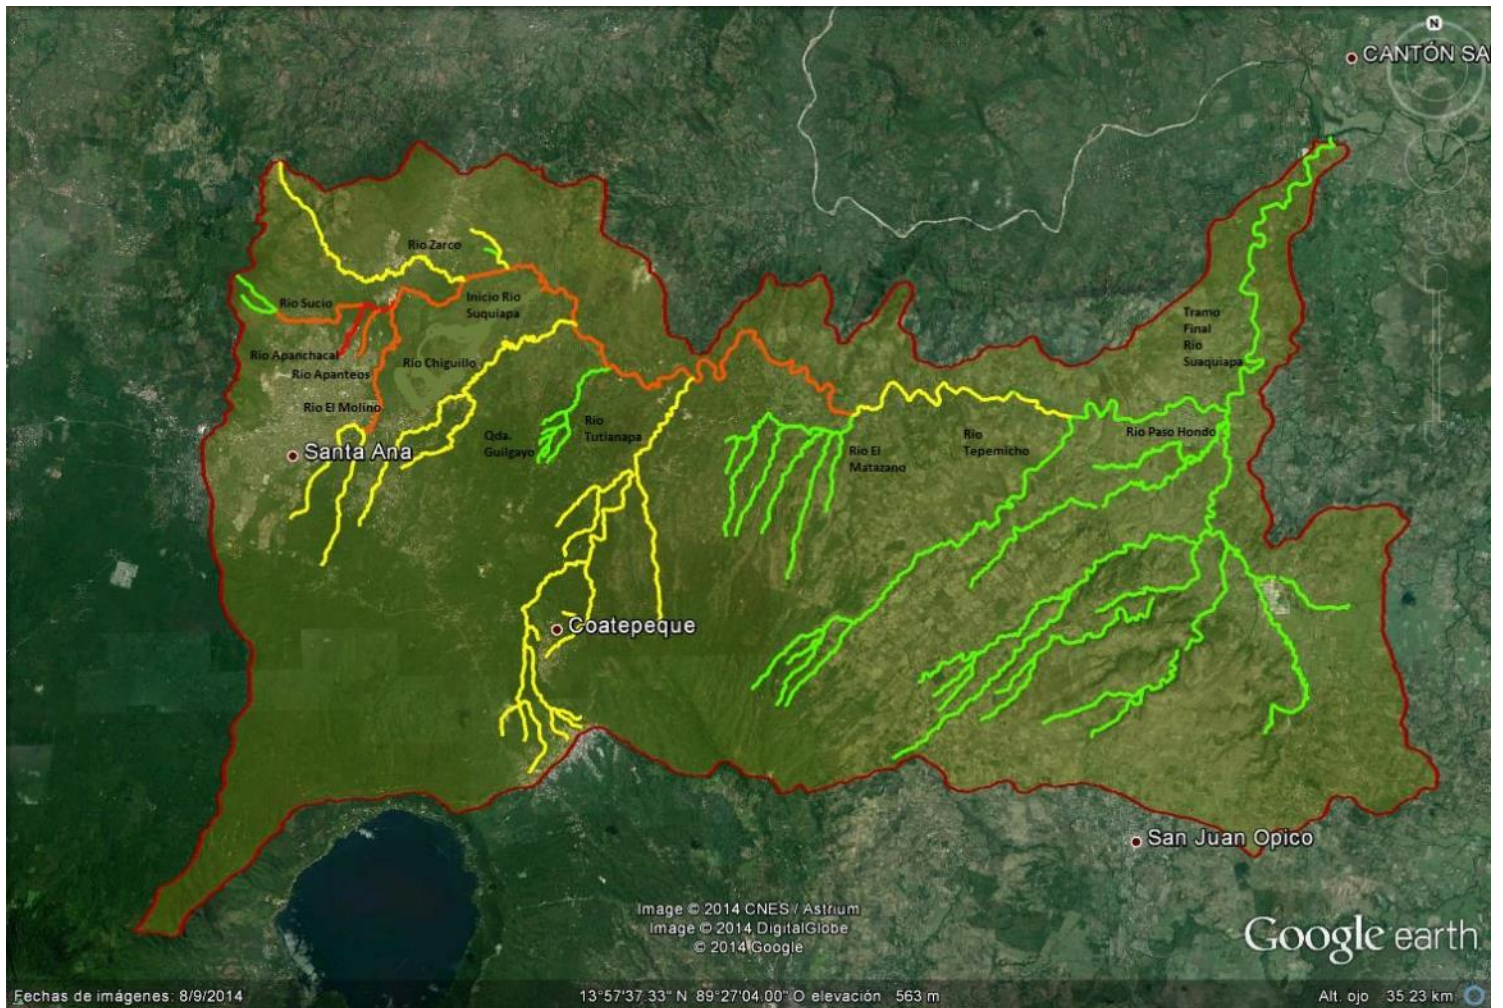 N
CANTÓN SA
Rio Zarco
Rio Sucio
Inicio Rio
Suquiapa
Tramo
Final
Rio
Suaquiapa
Rio Apanchacal
Rio Chiguillo
Rio Apanteos
Rio El Molino
Santa Ana
Qda.
Guilgayo
Rio
Tutianapa
Rio El
Matazano
Rio
Tepemicho
Rio Paso Hondo
Coatepeque
San Juan Opico
Image © 2014 CNES / Astrium
Image © 2014 DigitalGlobe
© 2014 Google
Google earth
Fechas de imágenes: 8/9/2014
13°57'37.33" N 89°27'04.00" O elevación 563 m
Alt. ojo 35.23 km